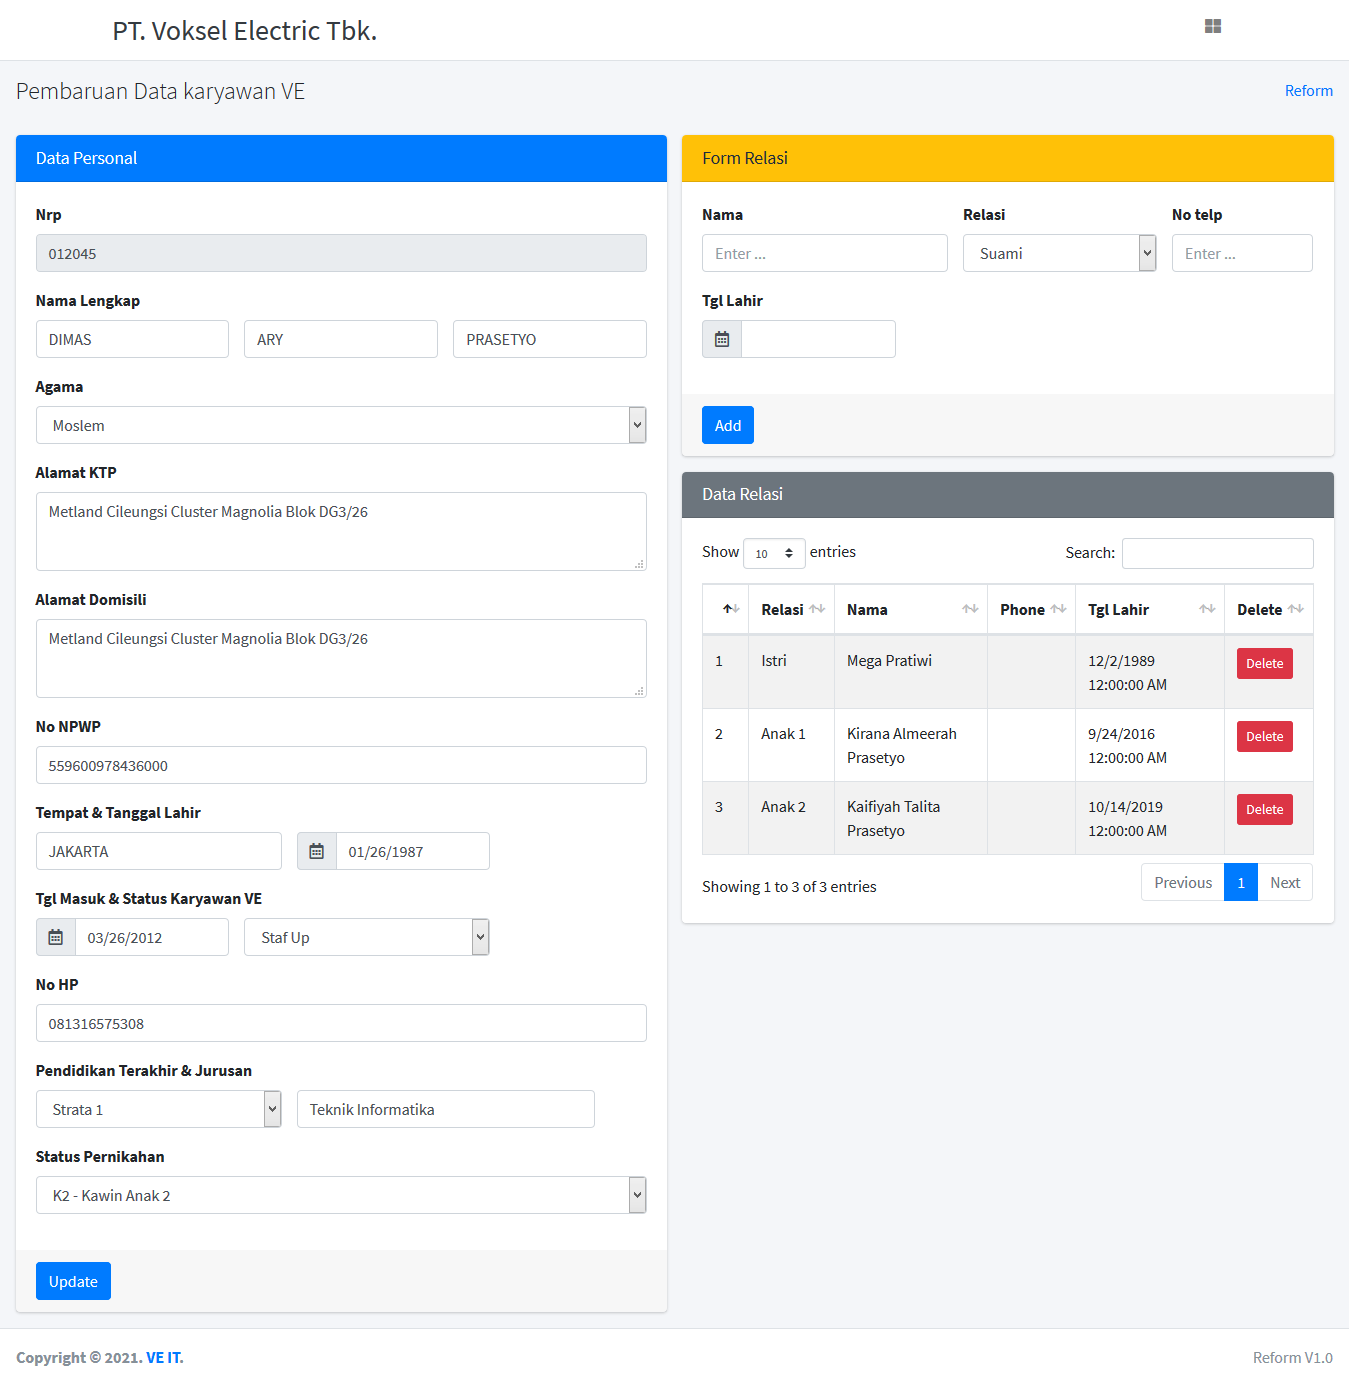 PT. Voksel Electric Tbk.
Pembaruan Data karyawan VE
Reform
Data Personal
Nrp
012045
Nama Lengkap
DIMAS ARY PRASETYO
Agama
Moslem
Alamat KTP
Metland Cileungsi Cluster Magnolia Blok DG3/26
Alamat Domisili
Metland Cileungsi Cluster Magnolia Blok DG3/26
No NPWP
559600978436000
Tempat & Tanggal Lahir
JAKARTA 01/26/1987
Tgl Masuk & Status Karyawan VE
03/26/2012 Staf Up
No HP
081316575308
Pendidikan Terakhir & Jurusan
Strata 1 Teknik Informatika
Status Pernikahan
K2 - Kawin Anak 2
Update
Form Relasi
Nama Relasi No telp
Enter ... Suami Enter ...
Tgl Lahir
Add
Data Relasi
Show 10 entries Search:
Relasi Nama Phone Tgl Lahir Delete
1 Istri Mega Pratiwi 12/2/1989 Delete
12:00:00 AM
2 Anak 1 Kirana Almeerah 9/24/2016 Delete
Prasetyo 12:00:00 AM
3 Anak 2 Kaifiyah Talita 10/14/2019 Delete
Prasetyo 12:00:00 AM
Showing 1 to 3 of 3 entries Previous 1 Next
Copyright © 2021. VE IT.
Reform V1.0